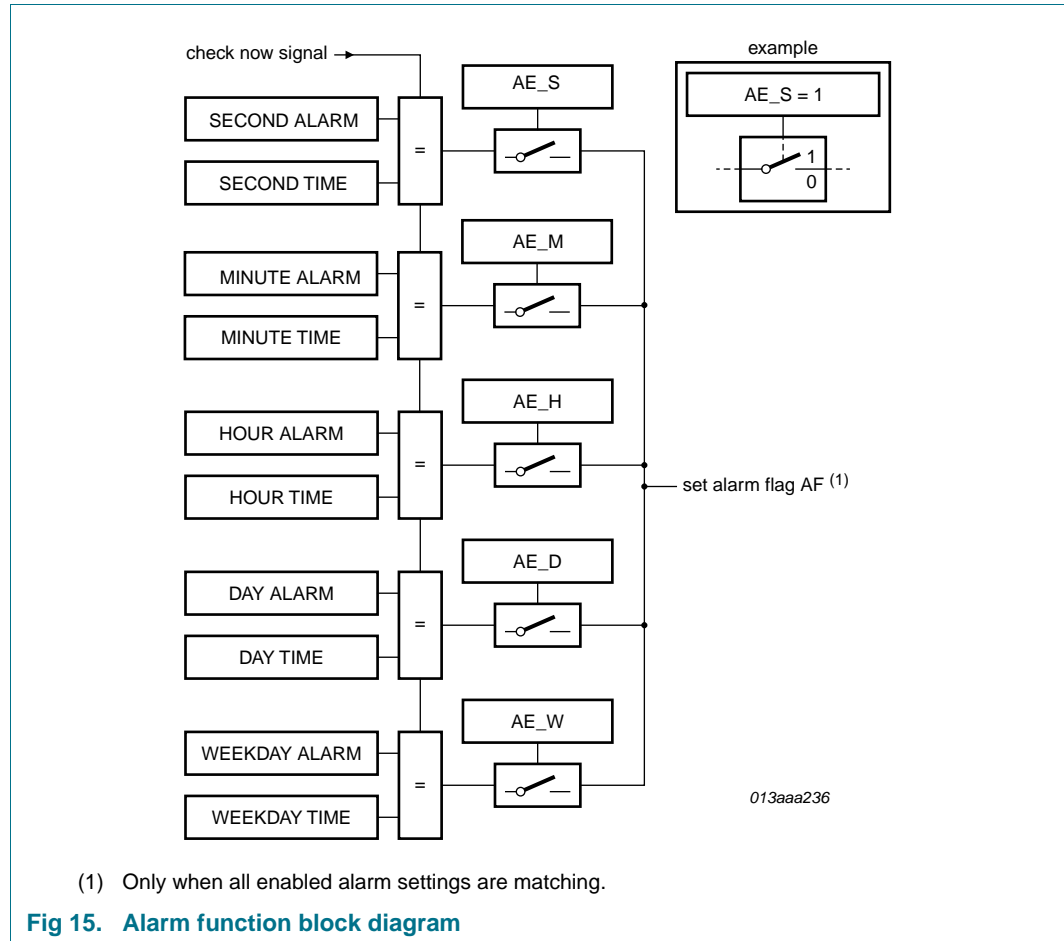 check now signal
example
AE_S
AE_S = 1
SECOND ALARM
=
SECOND TIME
1
0
AE_M
MINUTE ALARM
=
MINUTE TIME
AE_H
HOUR ALARM
=
HOUR TIME
set alarm flag AF (1)
AE_D
DAY ALARM
=
DAY TIME
AE_W
WEEKDAY ALARM
=
WEEKDAY TIME
013aaa236
(1) Only when all enabled alarm settings are matching.
Fig 15. Alarm function block diagram